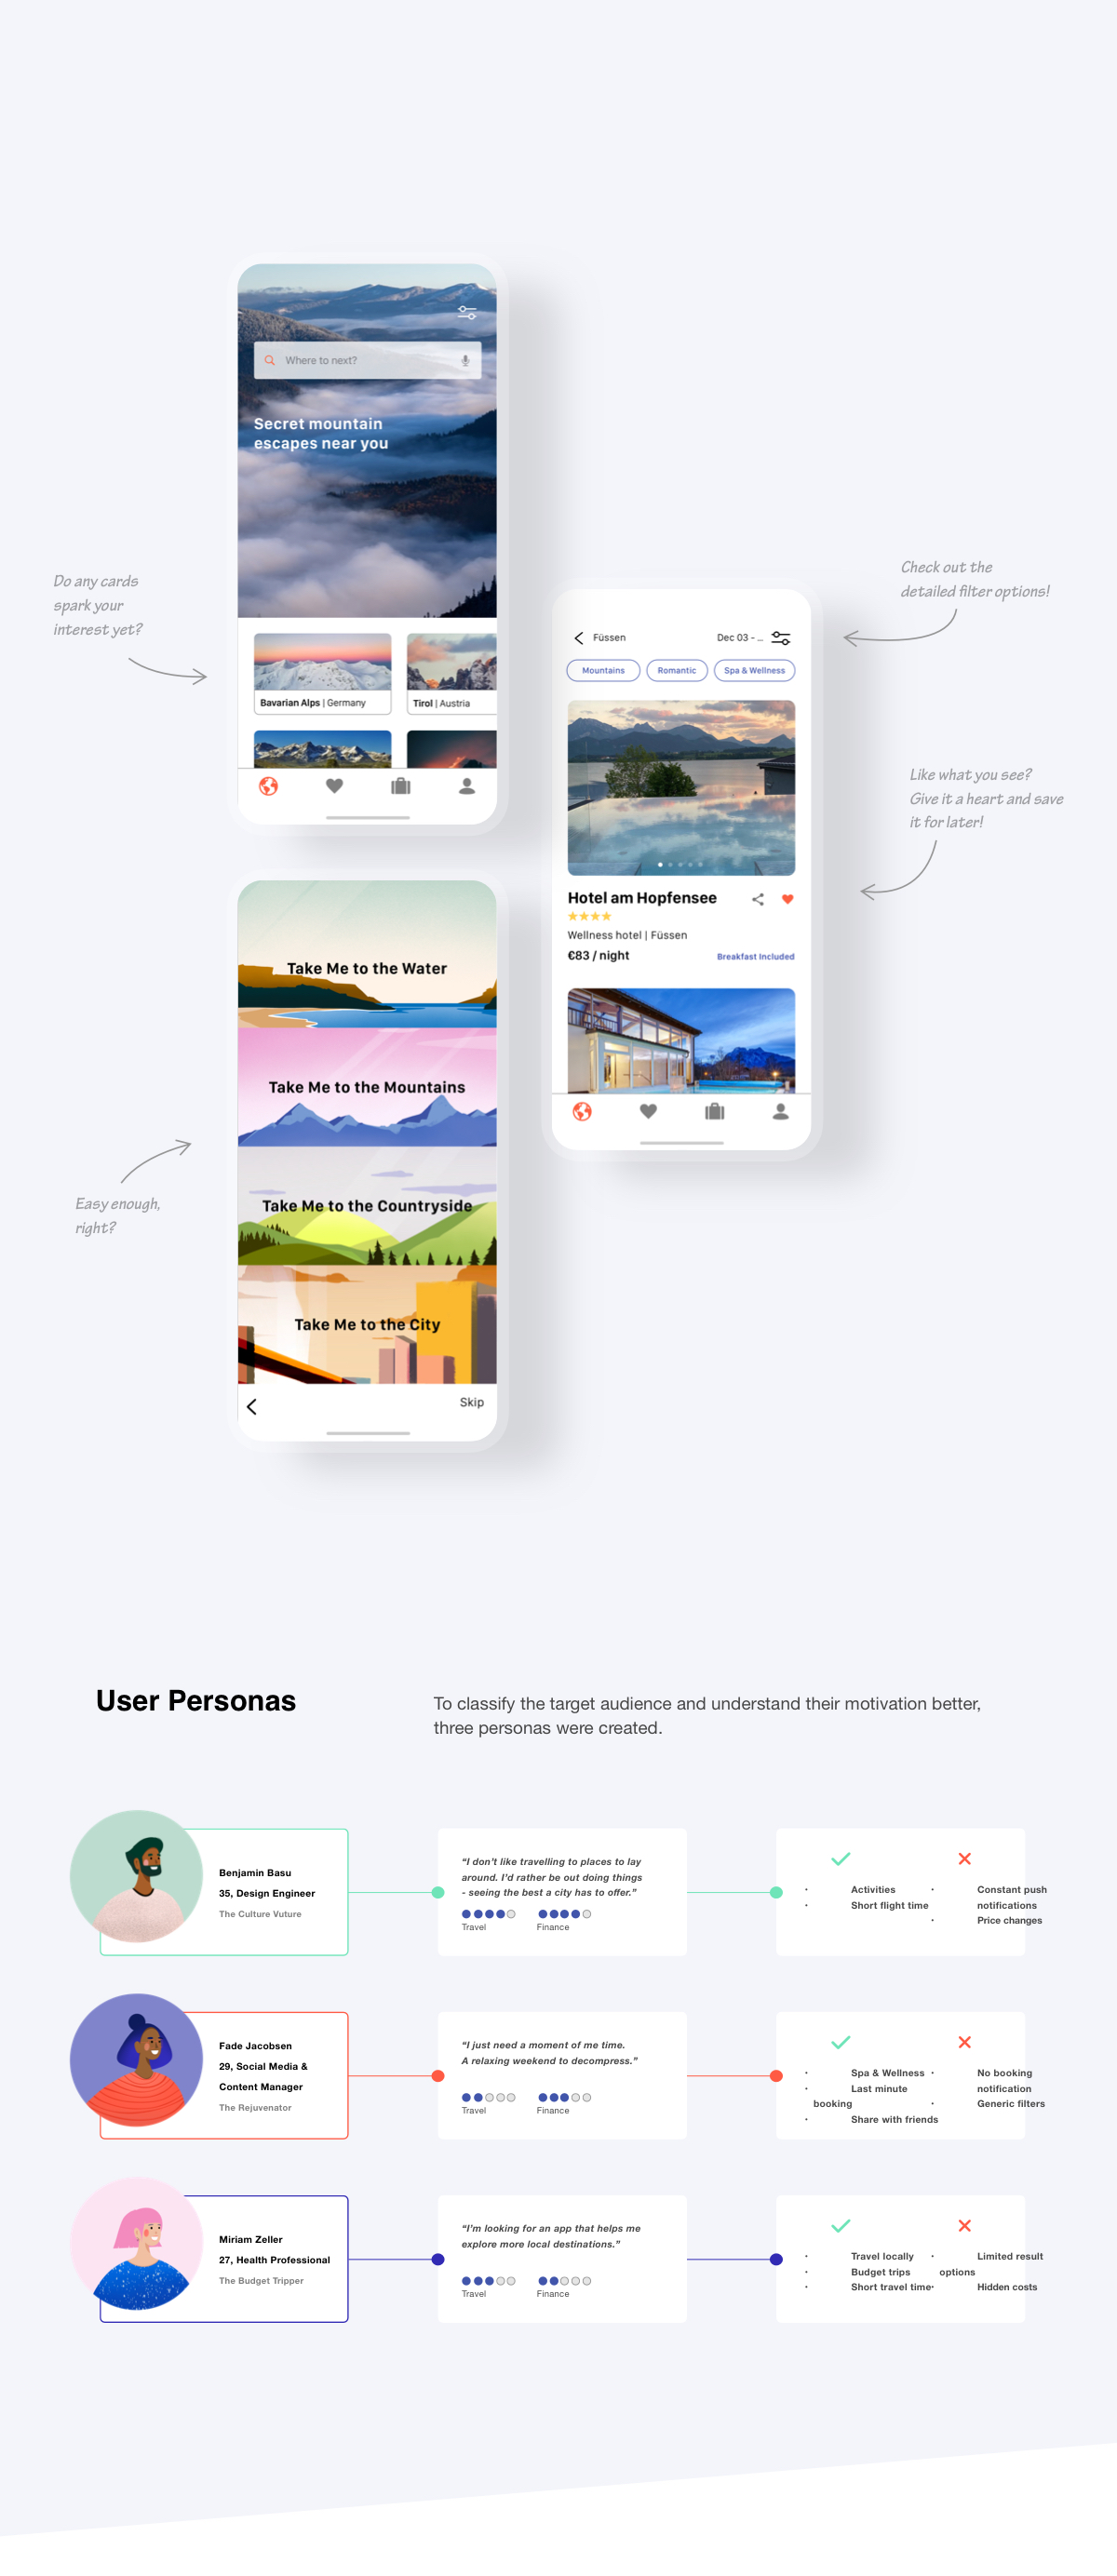 Where to next?
Secret mountain
escapes near you
Do any cards
spark your
interest yet?
Bavarian Alps | Germany
Tirol | Austria
Check out the
detailed filter options!
Füssen
Dec 03 - ...
Mountains
Romantic
Spa & Wellness
Like what you see?
Give it a heart and save
it for later!
Hotel am Hopfensee
Wellness hotel | Füssen
€83 / night
Breakfast Included
Take Me to the Water
Take Me to the Mountains
Take Me to the Countryside
Take Me to the City
Skip
Easy enough,
right?
User Personas
To classify the target audience and understand their motivation better,
three personas were created.
Benjamin Basu
35, Design Engineer
The Culture Vuture
“I don’t like travelling to places to lay
around. I’d rather be out doing things
- seeing the best a city has to offer.”
Travel
Finance
• Activities
• Short flight time
• Constant push
notifications
• Price changes
Fade Jacobsen
29, Social Media &
Content Manager
The Rejuvenator
“I just need a moment of me time.
A relaxing weekend to decompress.”
Travel
Finance
• Spa & Wellness
• Last minute
booking
• Share with friends
• No booking
notification
• Generic filters
Miriam Zeller
27, Health Professional
The Budget Tripper
“I’m looking for an app that helps me
explore more local destinations.”
Travel
Finance
• Travel locally
• Budget trips
• Short travel time
• Limited result
options
• Hidden costs